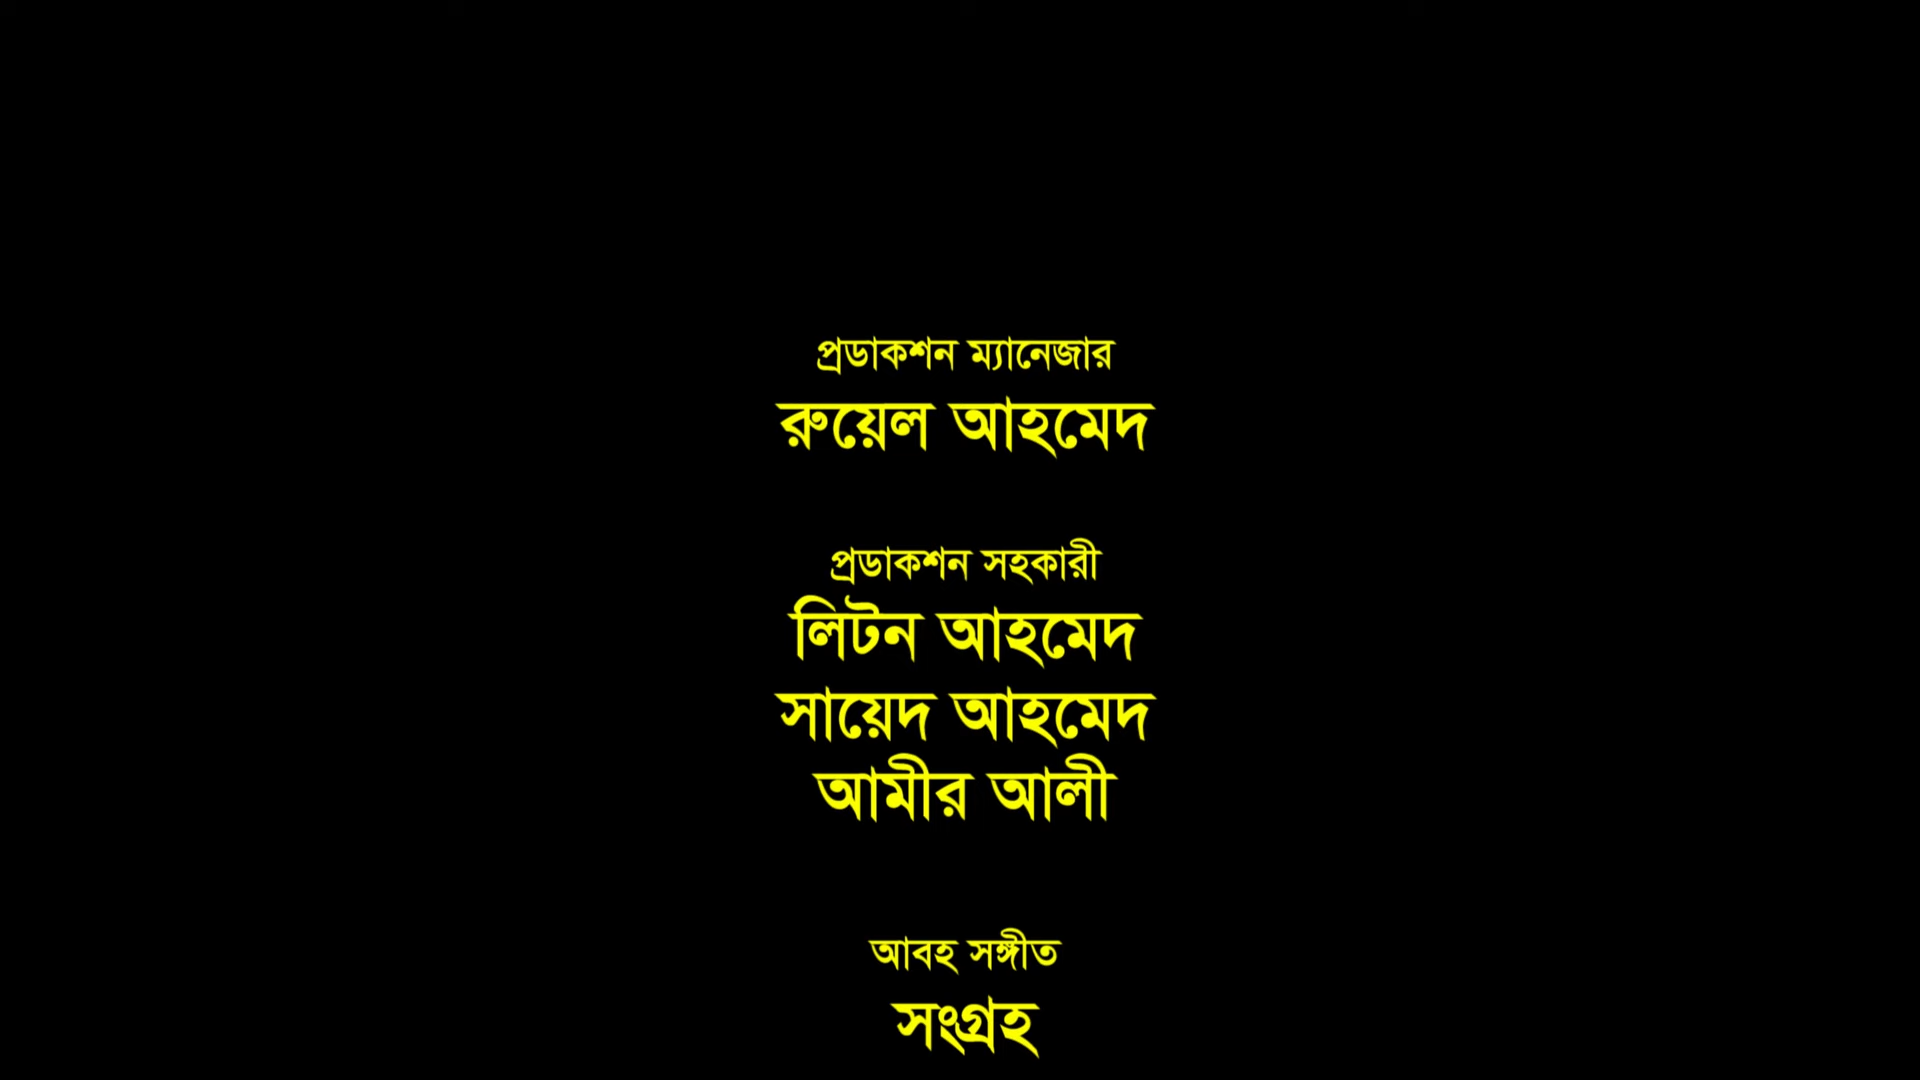 প্রডাকশন ম্যানেজার
রুয়েল আহমেদ
প্রডাকশন সহকারী
লিটন আহমেদ
সায়েদ আহমেদ
আমীর আলী
আবহ সঙ্গীত
সংগ্রহ